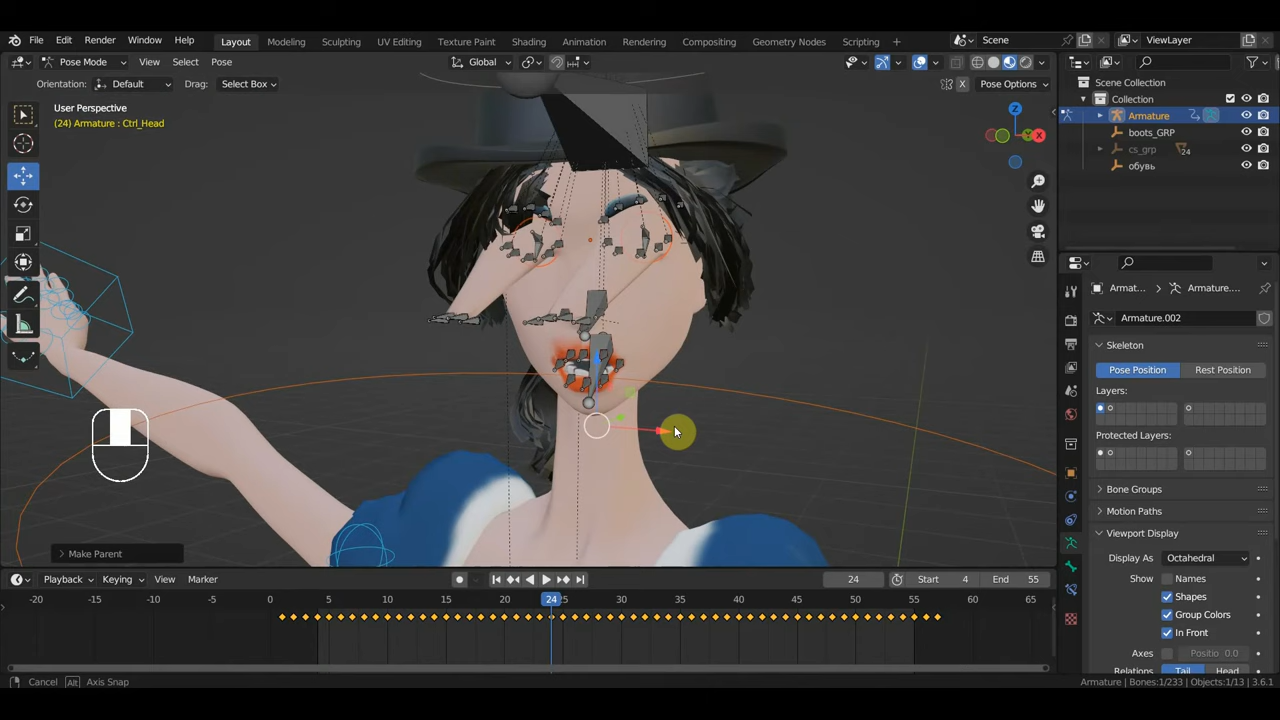 File Edit Render Window Help Layout Modeling Sculpting UV Editing Texture Paint Shading Animation Rendering Compositing Geometry Nodes Scripting + Scene ViewLayer
Pose Mode View Select Pose Global
Orientation: Default Drag: Select Box X Pose Options
User Perspective
(24) Armature : Ctrl_Head
Z
Y
X
Make Parent
Scene Collection
Collection
Armature
boots_GRP
cs_grp 24
обувь
Armat... Armature....
Armature.002
Skeleton
Pose Position Rest Position
Layers:
Protected Layers:
Bone Groups
Motion Paths
Viewport Display
Display As Octahedral
Show Names
Shapes
Group Colors
In Front
Axes Positio 0.0
Relations Tail Head
Playback Keying View Marker 24 Start 4 End 55
-20 -15 -10 -5 0 5 10 15 20 24 25 30 35 40 45 50 55 60 65
Cancel Alt Axis Snap Armature | Bones:1/233 | Objects:1/13 | 3.6.1